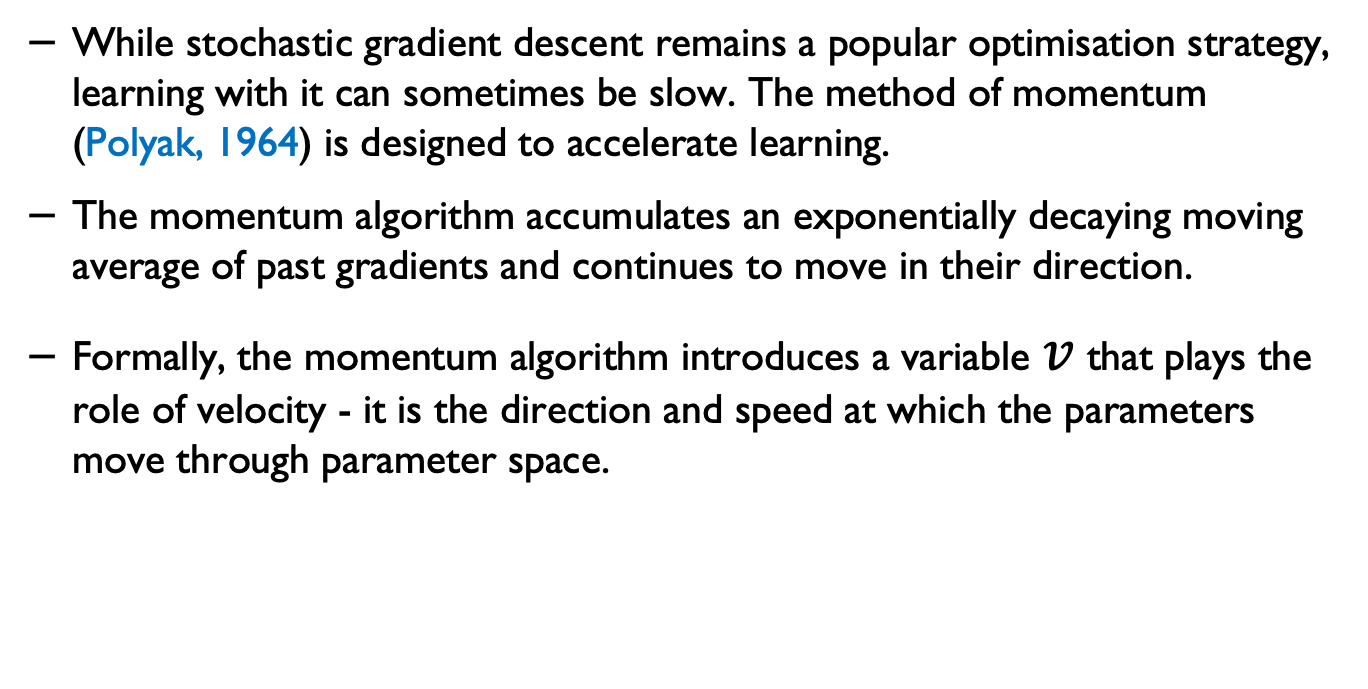 – While stochastic gradient descent remains a popular optimisation strategy,
learning with it can sometimes be slow. The method of momentum
(Polyak, 1964) is designed to accelerate learning.
– The momentum algorithm accumulates an exponentially decaying moving
average of past gradients and continues to move in their direction.
– Formally, the momentum algorithm introduces a variable 𝒗 that plays the
role of velocity - it is the direction and speed at which the parameters
move through parameter space.